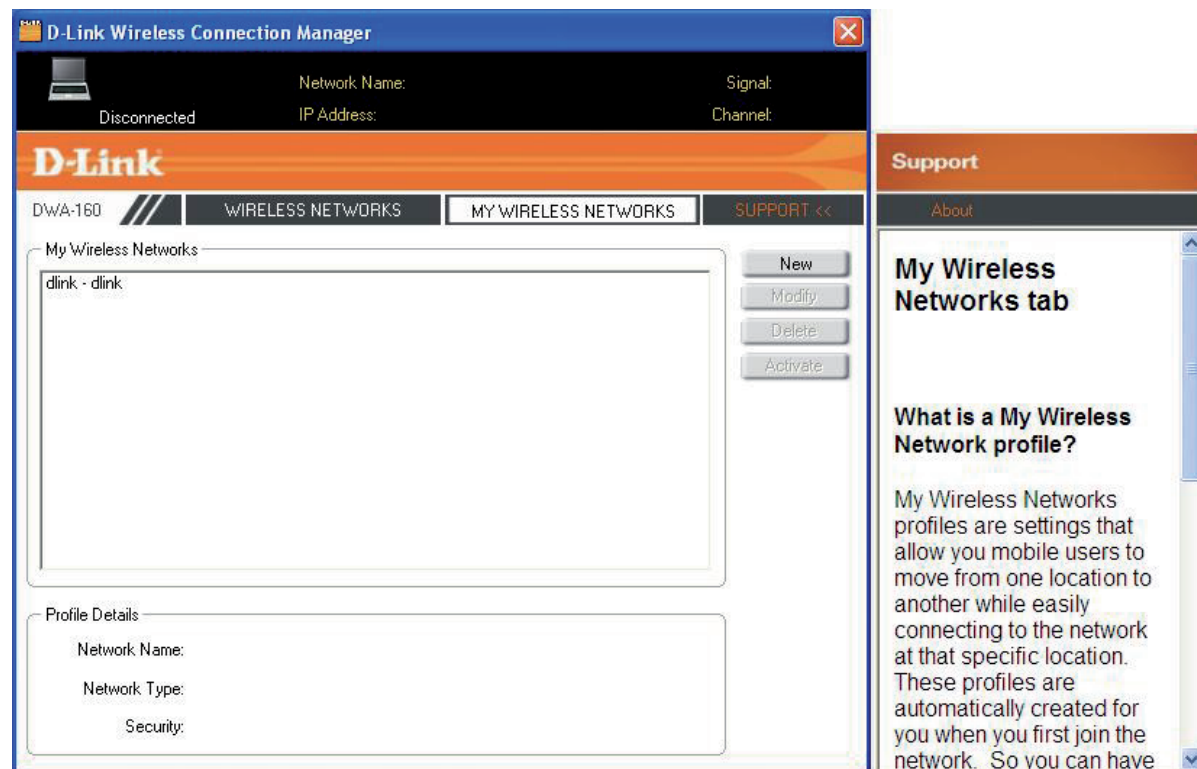 D-Link Wireless Connection Manager
Network Name:
Signal:
Disconnected
IP Address:
Channel:
D-Link
DWA-160
WIRELESS NETWORKS
MY WIRELESS NETWORKS
SUPPORT <<
My Wireless Networks
dlink - dlink
New
Modify
Delete
Activate
Profile Details
Network Name:
Network Type:
Security:
Support
About
My Wireless
Networks tab
What is a My Wireless
Network profile?
My Wireless Networks
profiles are settings that
allow you mobile users to
move from one location to
another while easily
connecting to the network
at that specific location.
These profiles are
automatically created for
you when you first join the
network. So you can have